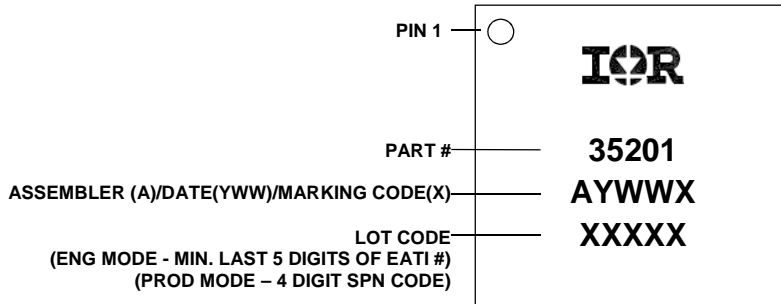 PIN 1
IOR
PART #
35201
ASSEMBLER (A)/DATE(YWW)/MARKING CODE(X)
AYWWX
LOT CODE
XXXXX
(ENG MODE - MIN. LAST 5 DIGITS OF EATI #)
(PROD MODE – 4 DIGIT SPN CODE)